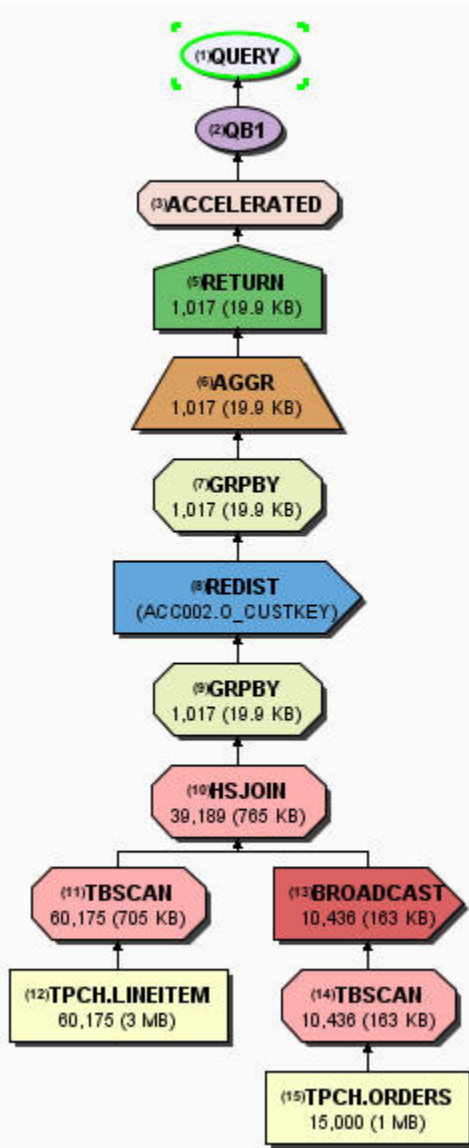 (1)QUERY
(2)QB1
(3)ACCELERATED
(5)RETURN
1,017 (19.9 KB)
(6)AGGR
1,017 (19.9 KB)
(7)GRPBY
1,017 (19.9 KB)
(8)REDIST
(ACC002.O_CUSTKEY)
(9)GRPBY
1,017 (19.9 KB)
(10)HSJOIN
39,189 (765 KB)
(11)TBSCAN
60,175 (705 KB)
(13)BROADCAST
10,436 (163 KB)
(12)TPCH.LINEITEM
60,175 (3 MB)
(14)TBSCAN
10,436 (163 KB)
(15)TPCH.ORDERS
15,000 (1 MB)